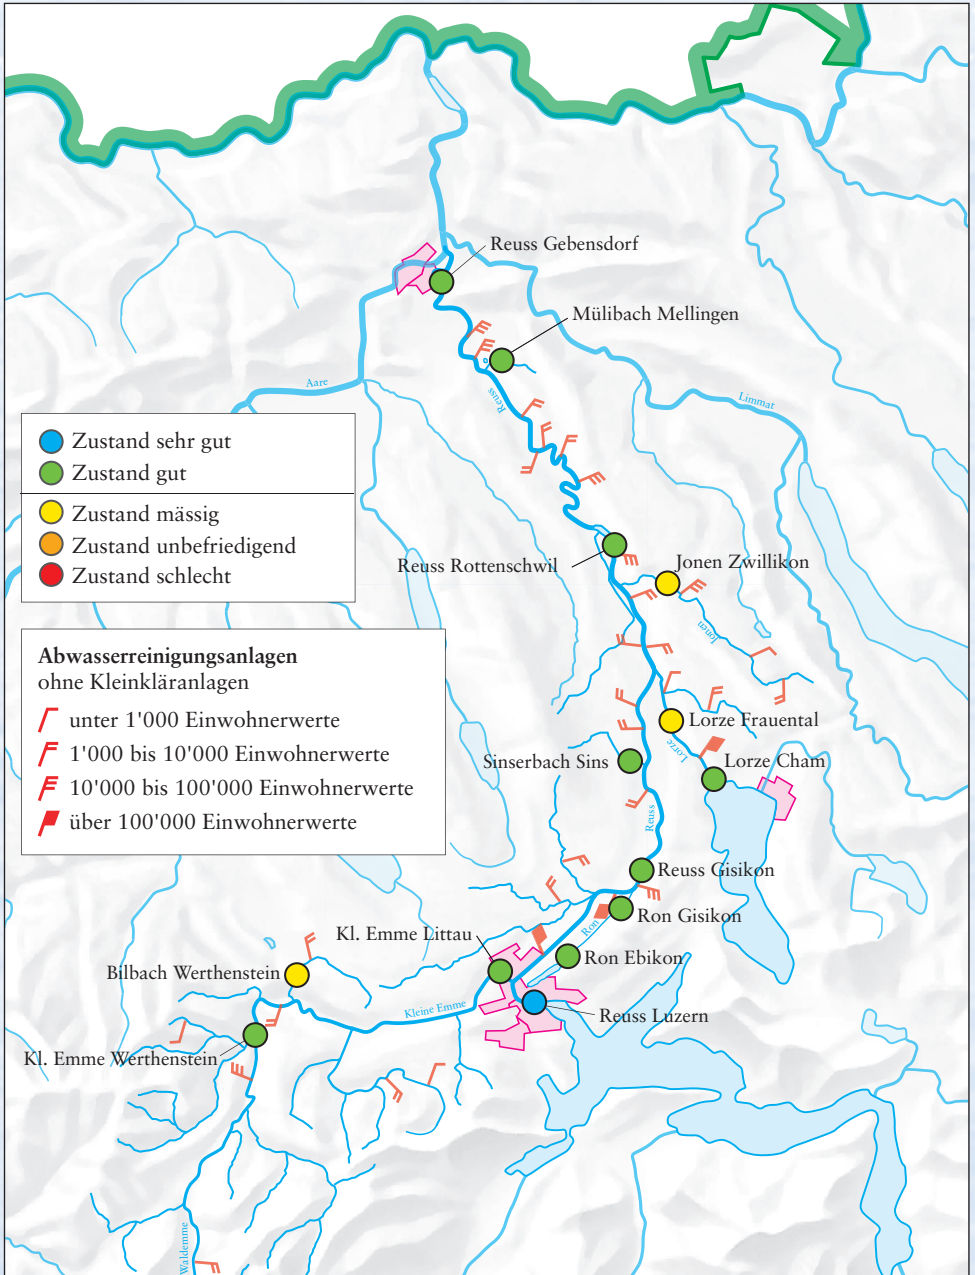 Reuss Gebensdorf
Mülibach Mellingen
Aare
Reuss
Limmat
Zustand sehr gut
Zustand gut
Zustand mässig
Zustand unbefriedigend
Zustand schlecht
Reuss Rottenschwil
Jonen Zwillikon
Jonen
Abwasserreinigungsanlagen
ohne Kleinkläranlagen
unter 1'000 Einwohnerwerte
1'000 bis 10'000 Einwohnerwerte
10'000 bis 100'000 Einwohnerwerte
über 100'000 Einwohnerwerte
Lorze Frauental
Lorze
Sinserbach Sins
Lorze Cham
Reuss
Reuss Gisikon
Ron Gisikon
Ron
Kl. Emme Littau
Ron Ebikon
Bilbach Werthenstein
Kleine Emme
Reuss Luzern
Kl. Emme Werthenstein
Waldemme